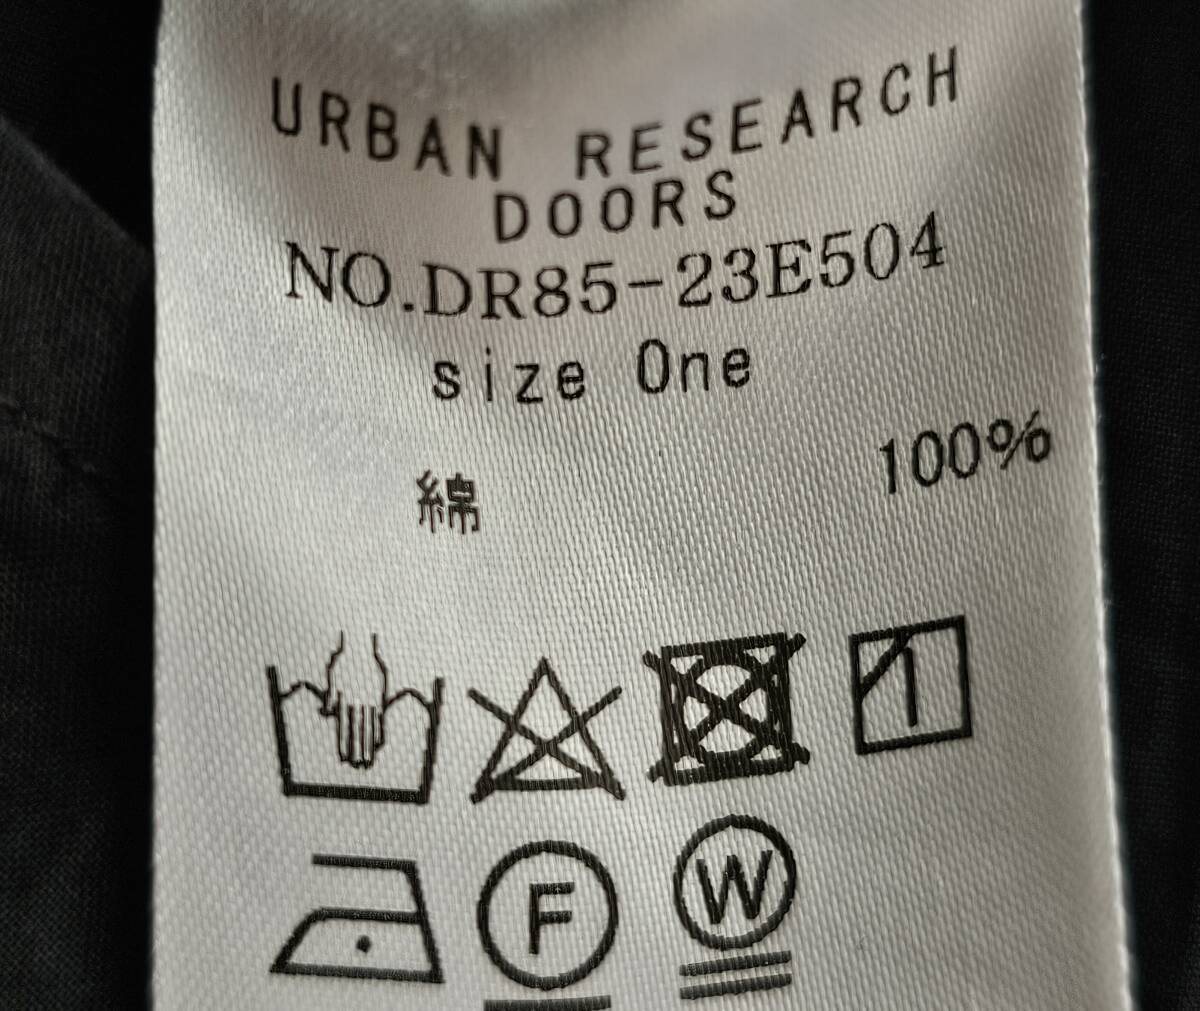 URBAN RESEARCH
DOORS
NO.DR85-23E504
size One
綿 100%
F W